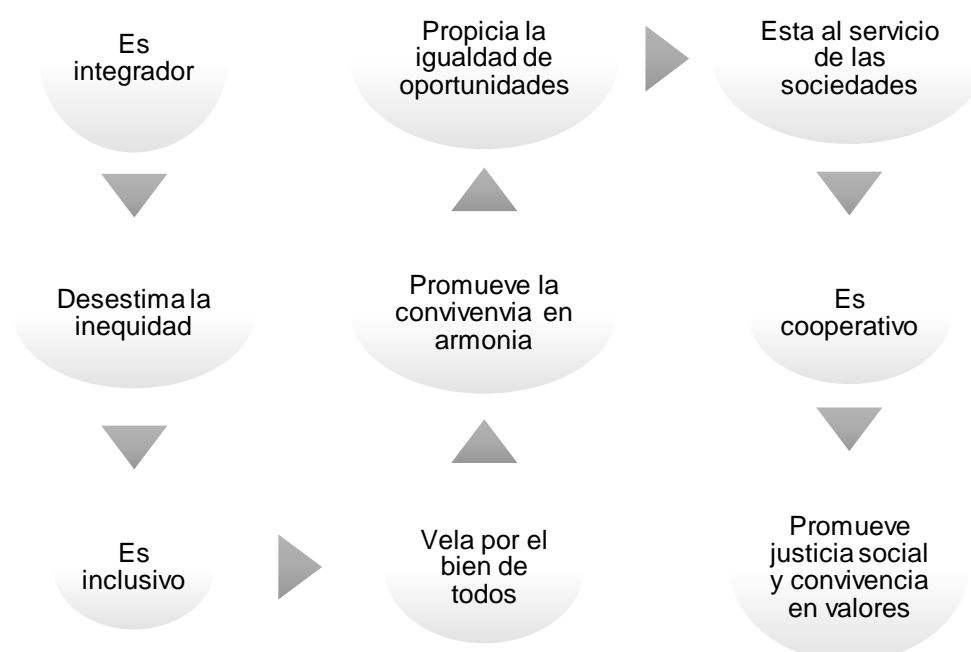 Es
integrador
Desestima la
inequidad
Es
inclusivo
Vela por el
bien de
todos
Promueve la
convivenvia en
armonia
Propicia la
igualdad de
oportunidades
Esta al servicio
de las
sociedades
Es
cooperativo
Promueve
justicia social
y convivencia
en valores